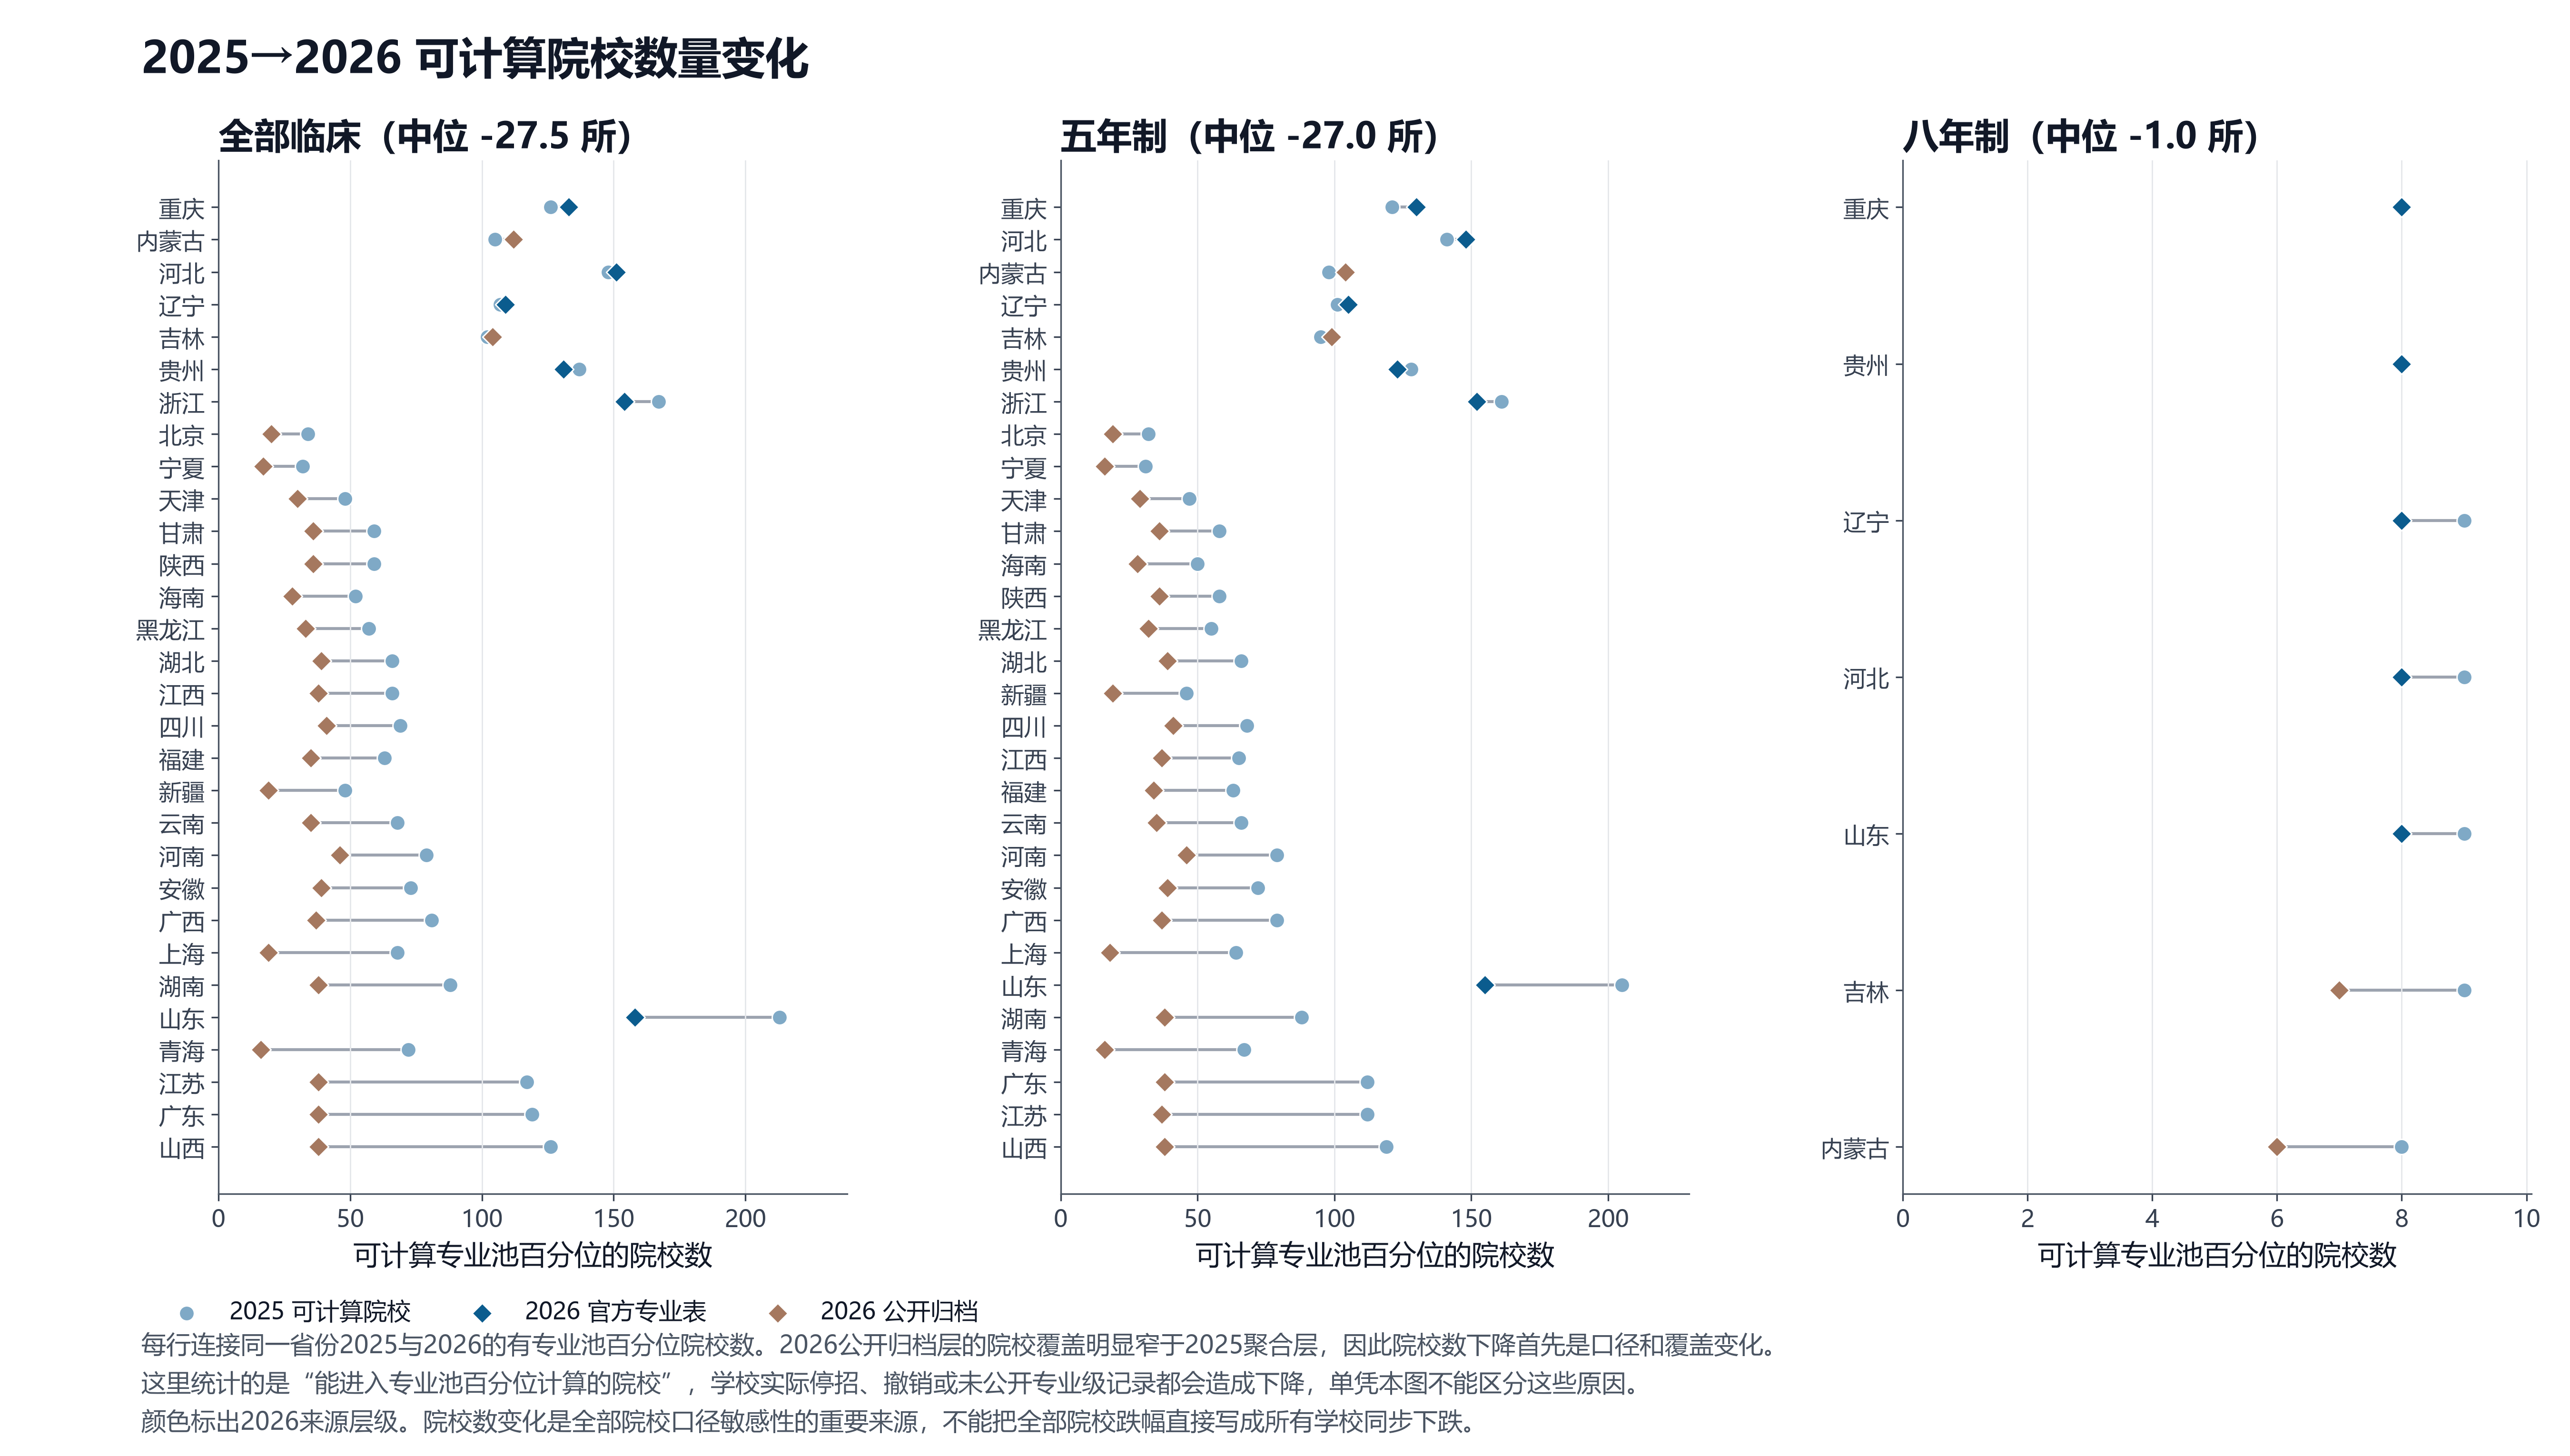 2025→2026 可计算院校数量变化
全部临床（中位 -27.5 所）
重庆
内蒙古
河北
辽宁
吉林
贵州
浙江
北京
宁夏
天津
甘肃
陕西
海南
黑龙江
湖北
江西
四川
福建
新疆
云南
河南
安徽
广西
上海
湖南
山东
青海
江苏
广东
山西
0 50 100 150 200
可计算专业池百分位的院校数
五年制（中位 -27.0 所）
重庆
河北
内蒙古
辽宁
吉林
贵州
浙江
北京
宁夏
天津
甘肃
海南
陕西
黑龙江
湖北
新疆
四川
江西
福建
云南
河南
安徽
广西
上海
山东
湖南
青海
广东
江苏
山西
0 50 100 150 200
可计算专业池百分位的院校数
八年制（中位 -1.0 所）
重庆
贵州
辽宁
河北
山东
吉林
内蒙古
0 2 4 6 8 10
可计算专业池百分位的院校数
2025 可计算院校 2026 官方专业表 2026 公开归档
每行连接同一省份2025与2026的有专业池百分位院校数。2026公开归档层的院校覆盖明显窄于2025聚合层，因此院校数下降首先是口径和覆盖变化。
这里统计的是“能进入专业池百分位计算的院校”，学校实际停招、撤销或未公开专业级记录都会造成下降，单凭本图不能区分这些原因。
颜色标出2026来源层级。院校数变化是全部院校口径敏感性的重要来源，不能把全部院校跌幅直接写成所有学校同步下跌。